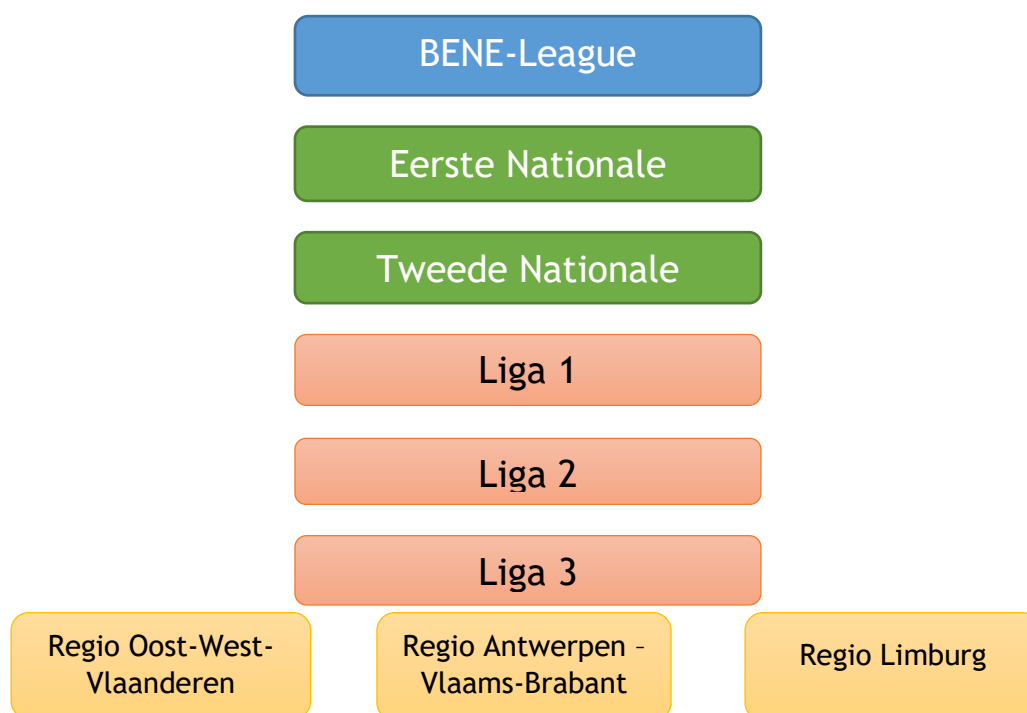 BENE-League
Eerste Nationale
Tweede Nationale
Liga 1
Liga 2
Liga 3
Regio Oost-West-
Vlaanderen
Regio Antwerpen –
Vlaams-Brabant
Regio Limburg